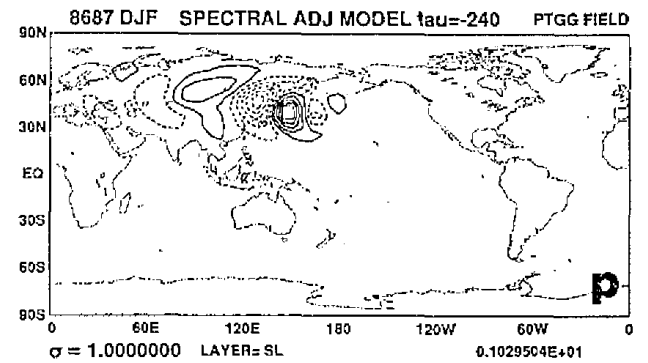 8687 DJF SPECTRAL ADJ MODEL tau=-240 PTGG FIELD
90N
60N
30N
EQ
30S
60S
90S
p
0 60E 120E 180 120W 60W 0
σ = 1.0000000 LAYER= SL 0.1029504E+01